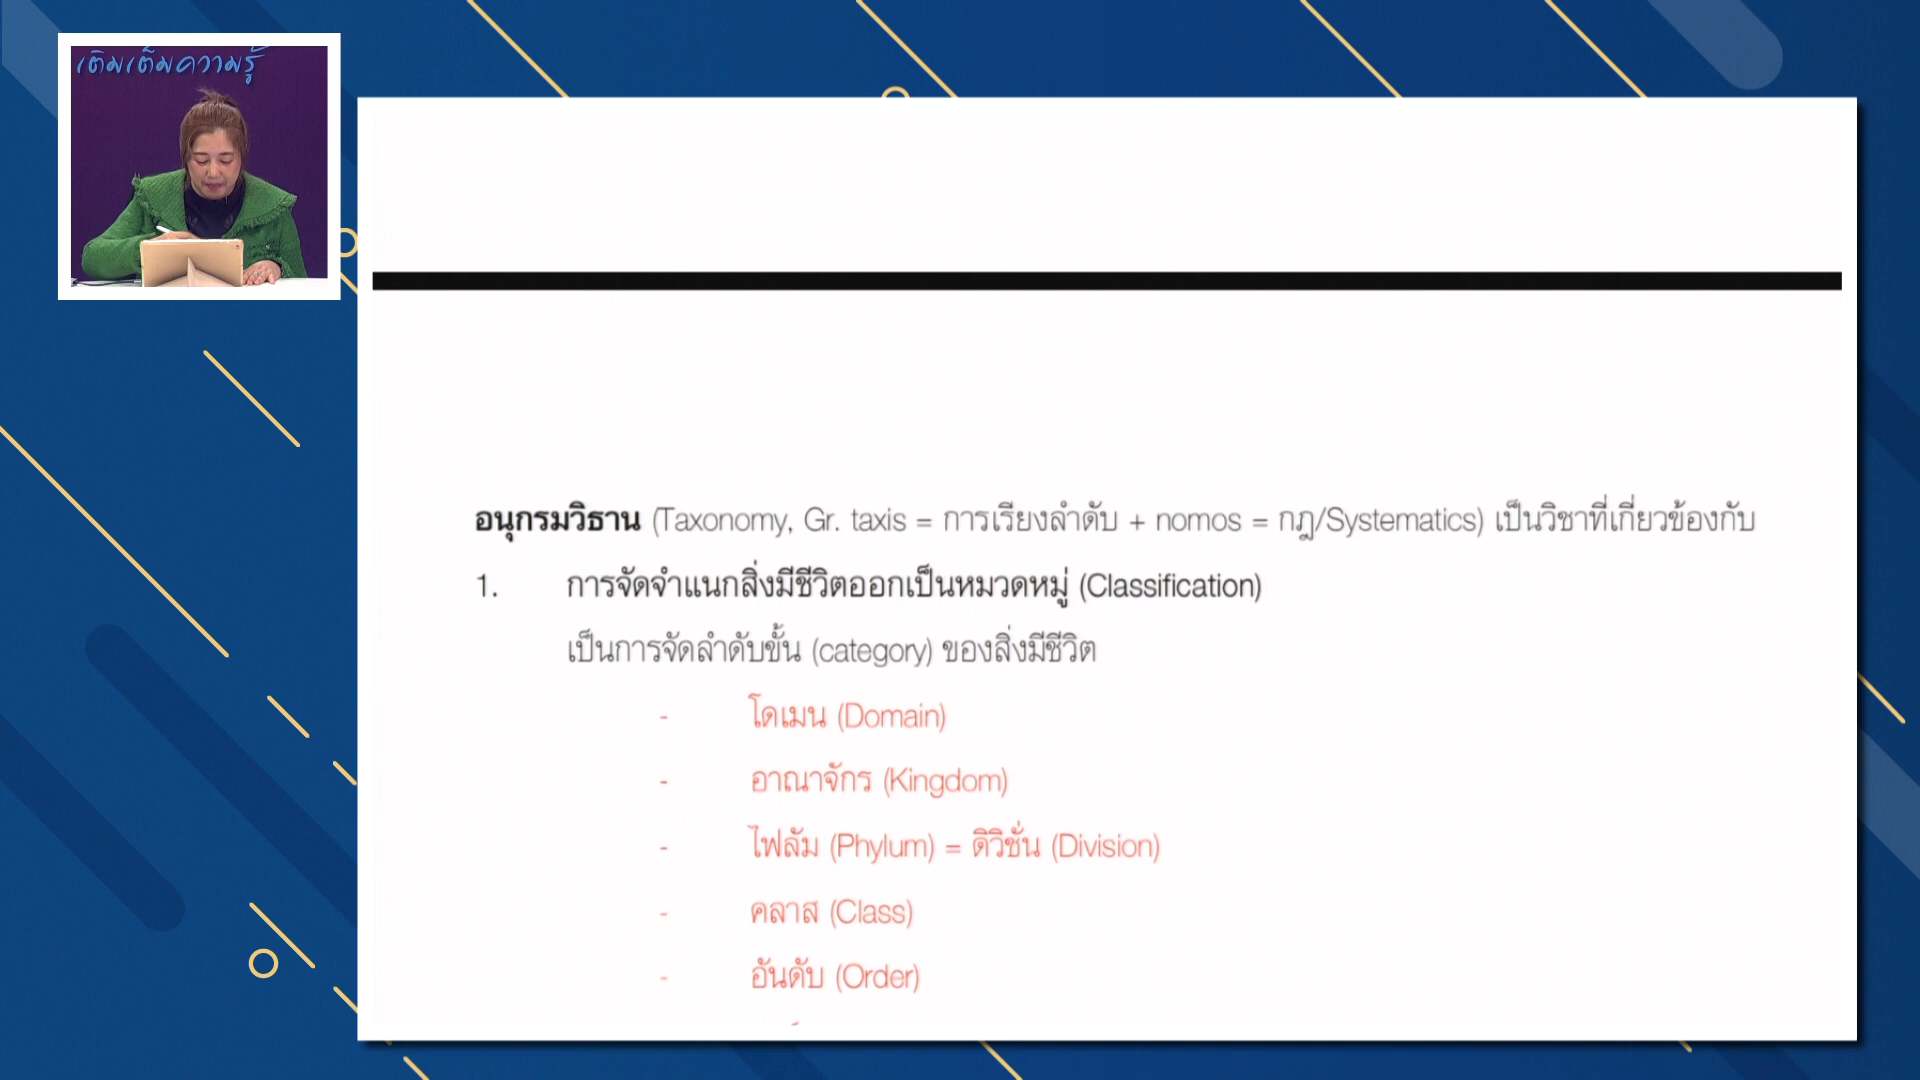 เติมเต็มความรู้
อนุกรมวิธาน (Taxonomy, Gr. taxis = การเรียงลำดับ + nomos = กฎ/Systematics) เป็นวิชาที่เกี่ยวข้องกับ
1. การจัดจำแนกสิ่งมีชีวิตออกเป็นหมวดหมู่ (Classification)
เป็นการจัดลำดับขั้น (category) ของสิ่งมีชีวิต
- โดเมน (Domain)
- อาณาจักร (Kingdom)
- ไฟลัม (Phylum) = ดิวิชั่น (Division)
- คลาส (Class)
- อันดับ (Order)